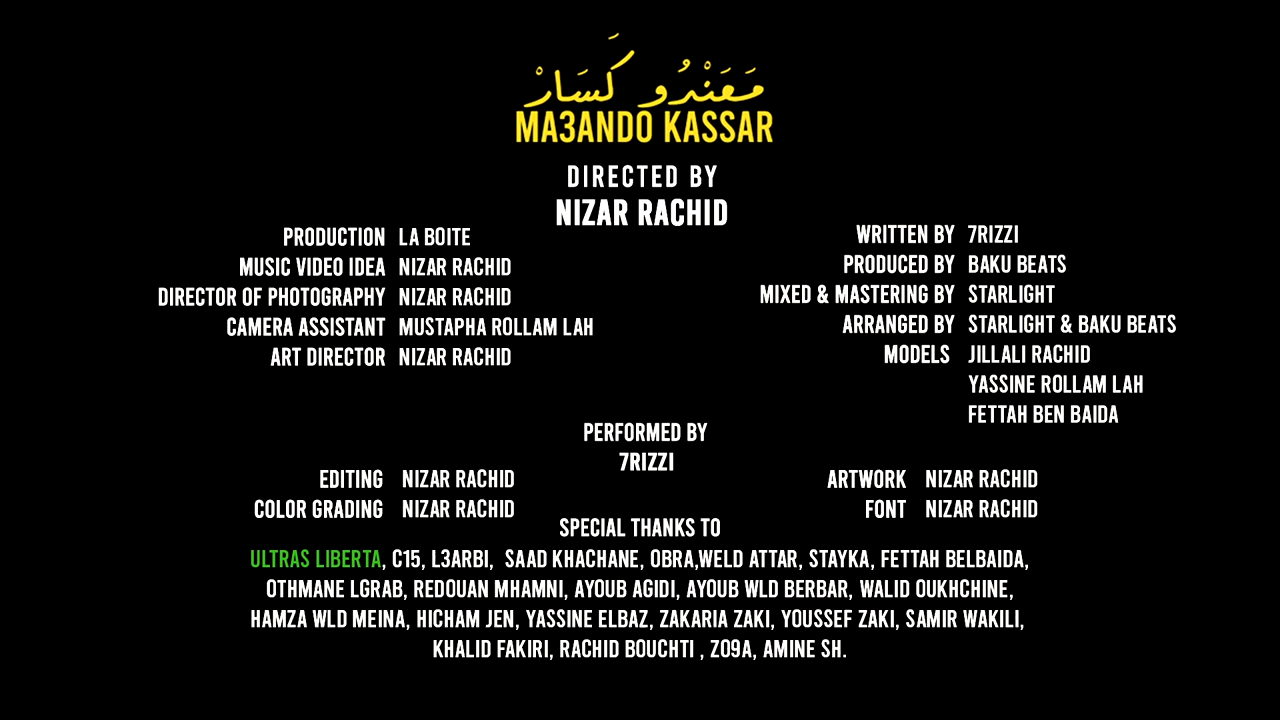 مَعَنْدُو كَسَارْ
MA3ANDO KASSAR
DIRECTED BY
NIZAR RACHID
PRODUCTION LA BOITE
MUSIC VIDEO IDEA NIZAR RACHID
DIRECTOR OF PHOTOGRAPHY NIZAR RACHID
CAMERA ASSISTANT MUSTAPHA ROLLAM LAH
ART DIRECTOR NIZAR RACHID
WRITTEN BY 7RIZZI
PRODUCED BY BAKU BEATS
MIXED & MASTERING BY STARLIGHT
ARRANGED BY STARLIGHT & BAKU BEATS
MODELS JILLALI RACHID
YASSINE ROLLAM LAH
FETTAH BEN BAIDA
PERFORMED BY
7RIZZI
EDITING NIZAR RACHID
COLOR GRADING NIZAR RACHID
ARTWORK NIZAR RACHID
FONT NIZAR RACHID
SPECIAL THANKS TO
ULTRAS LIBERTA, C15, L3ARBI, SAAD KHACHANE, OBRA,WELD ATTAR, STAYKA, FETTAH BELBAIDA,
OTHMANE LGRAB, REDOUAN MHAMNI, AYOUB AGIDI, AYOUB WLD BERBAR, WALID OUKHCHINE,
HAMZA WLD MEINA, HICHAM JEN, YASSINE ELBAZ, ZAKARIA ZAKI, YOUSSEF ZAKI, SAMIR WAKILI,
KHALID FAKIRI, RACHID BOUCHTI , ZO9A, AMINE SH.